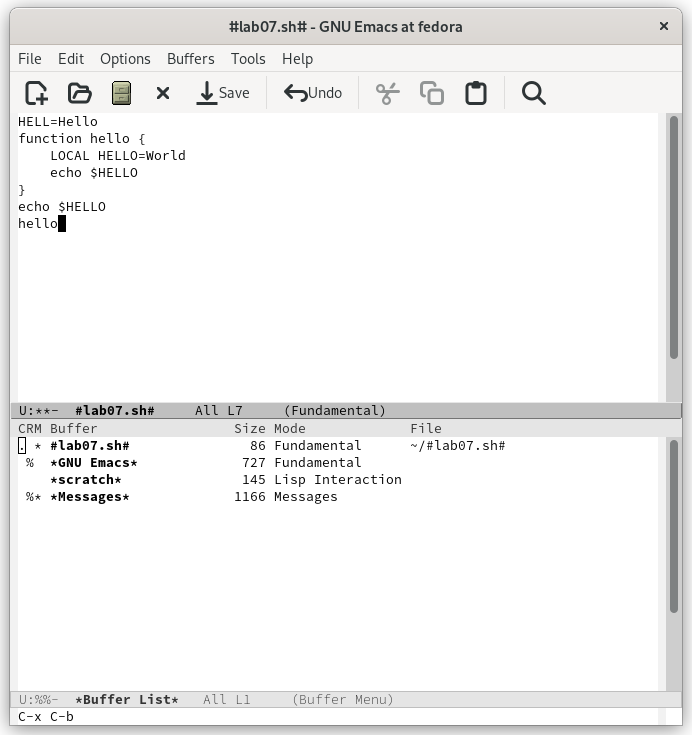 #lab07.sh# - GNU Emacs at fedora ×
File Edit Options Buffers Tools Help
Save Undo
HELL=Hello
function hello {
    LOCAL HELLO=World
    echo $HELLO
}
echo $HELLO
hello
U:**-  #lab07.sh#     All L7     (Fundamental)
CRM Buffer                Size Mode             File
. * #lab07.sh#               86 Fundamental      ~/#lab07.sh#
 %  *GNU Emacs*             727 Fundamental
    *scratch*               145 Lisp Interaction
 %* *Messages*             1166 Messages
U:%%-  *Buffer List*   All L1     (Buffer Menu)
C-x C-b